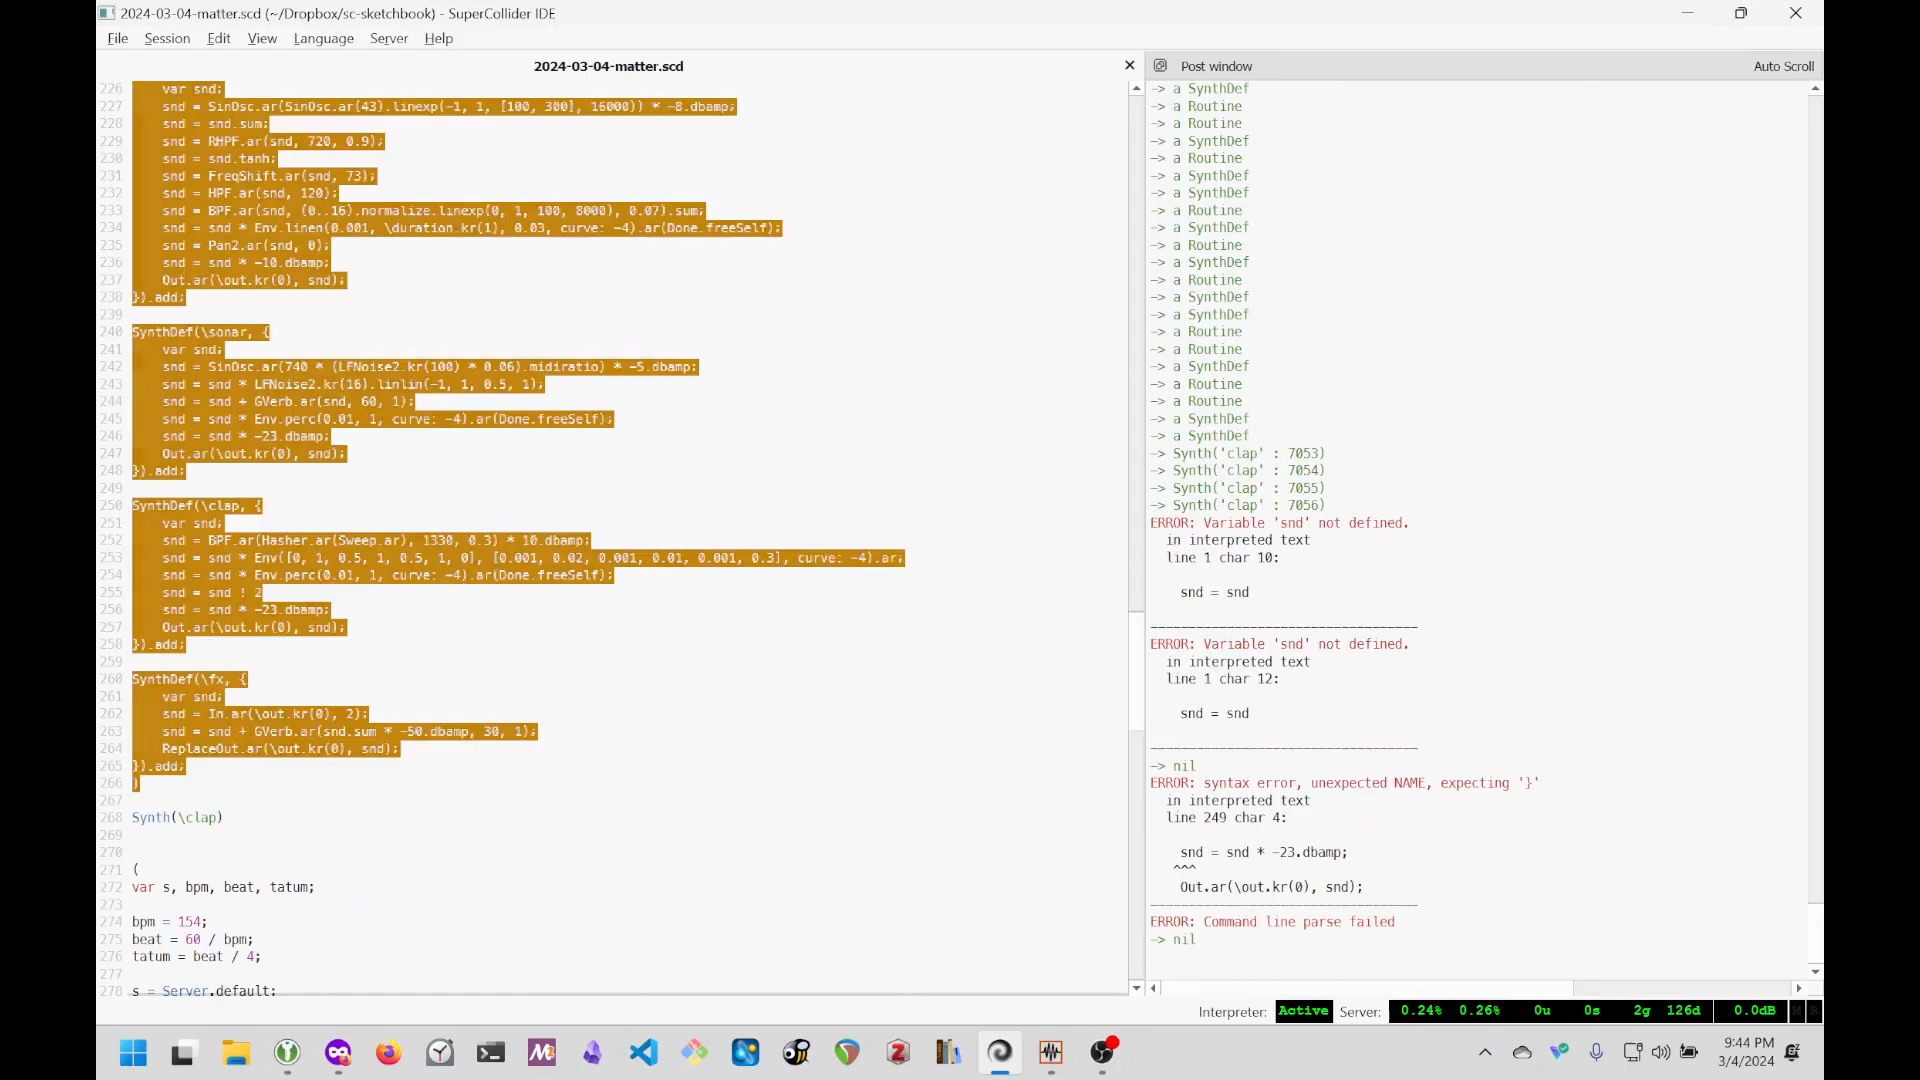 2024-03-04-matter.scd (~/Dropbox/sc-sketchbook) - SuperCollider IDE
File Session Edit View Language Server Help
2024-03-04-matter.scd
226 var snd;
227 snd = SinOsc.ar(SinOsc.ar(43).linexp(-1, 1, [100, 300], 16000)) * -8.dbamp;
228 snd = snd.sum;
229 snd = RHPF.ar(snd, 720, 0.9);
230 snd = snd.tanh;
231 snd = FreqShift.ar(snd, 73);
232 snd = HPF.ar(snd, 120);
233 snd = BPF.ar(snd, (0..16).normalize.linexp(0, 1, 100, 8000), 0.07).sum;
234 snd = snd * Env.linen(0.001, \duration.kr(1), 0.03, curve: -4).ar(Done.freeSelf);
235 snd = Pan2.ar(snd, 0);
236 snd = snd * -10.dbamp;
237 Out.ar(\out.kr(0), snd);
238 }).add;
239
240 SynthDef(\sonar, {
241 var snd;
242 snd = SinOsc.ar(740 * (LFNoise2.kr(100) * 0.06).midiratio) * -5.dbamp;
243 snd = snd * LFNoise2.kr(16).linlin(-1, 1, 0.5, 1);
244 snd = snd + GVerb.ar(snd, 60, 1);
245 snd = snd * Env.perc(0.01, 1, curve: -4).ar(Done.freeSelf);
246 snd = snd * -23.dbamp;
247 Out.ar(\out.kr(0), snd);
248 }).add;
249
250 SynthDef(\clap, {
251 var snd;
252 snd = BPF.ar(Hasher.ar(Sweep.ar), 1330, 0.3) * 10.dbamp;
253 snd = snd * Env([0, 1, 0.5, 1, 0.5, 1, 0], [0.001, 0.02, 0.001, 0.01, 0.001, 0.3], curve: -4).ar;
254 snd = snd * Env.perc(0.01, 1, curve: -4).ar(Done.freeSelf);
255 snd = snd ! 2
256 snd = snd * -23.dbamp;
257 Out.ar(\out.kr(0), snd);
258 }).add;
259
260 SynthDef(\fx, {
261 var snd;
262 snd = In.ar(\out.kr(0), 2);
263 snd = snd + GVerb.ar(snd.sum * -50.dbamp, 30, 1);
264 ReplaceOut.ar(\out.kr(0), snd);
265 }).add;
266 )
267
268 Synth(\clap)
269
270
271 (
272 var s, bpm, beat, tatum;
273
274 bpm = 154;
275 beat = 60 / bpm;
276 tatum = beat / 4;
277
278 s = Server.default;
Post window Auto Scroll
-> a SynthDef
-> a Routine
-> a Routine
-> a SynthDef
-> a Routine
-> a SynthDef
-> a SynthDef
-> a Routine
-> a SynthDef
-> a Routine
-> a SynthDef
-> a Routine
-> a SynthDef
-> a SynthDef
-> a Routine
-> a Routine
-> a SynthDef
-> a Routine
-> a Routine
-> a SynthDef
-> a SynthDef
-> Synth('clap' : 7053)
-> Synth('clap' : 7054)
-> Synth('clap' : 7055)
-> Synth('clap' : 7056)
ERROR: Variable 'snd' not defined.
in interpreted text
line 1 char 10:
snd = snd
-----------------------------------
ERROR: Variable 'snd' not defined.
in interpreted text
line 1 char 12:
snd = snd
-----------------------------------
-> nil
ERROR: syntax error, unexpected NAME, expecting '}'
in interpreted text
line 249 char 4:
snd = snd * -23.dbamp;
^^^
Out.ar(\out.kr(0), snd);
-----------------------------------
ERROR: Command line parse failed
-> nil
Interpreter: Active Server: 0.24% 0.26% 0u 0s 2g 126d 0.0dB M R
9:44 PM
3/4/2024